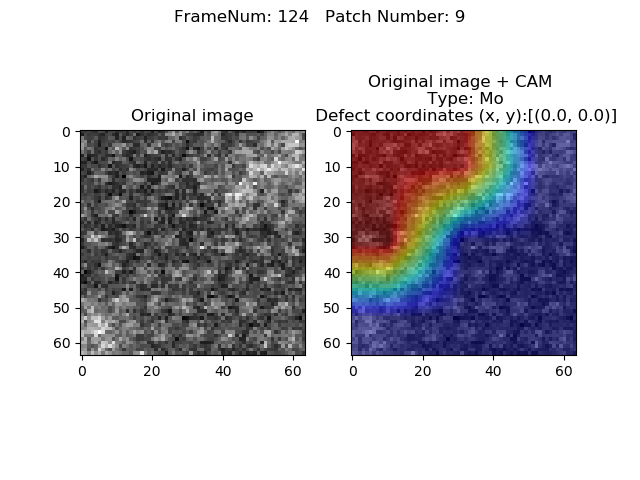 FrameNum: 124   Patch Number: 9
Original image
0
10
20
30
40
50
60
0 20 40 60
Original image + CAM
Type: Mo
Defect coordinates (x, y):[(0.0, 0.0)]
0
10
20
30
40
50
60
0 20 40 60